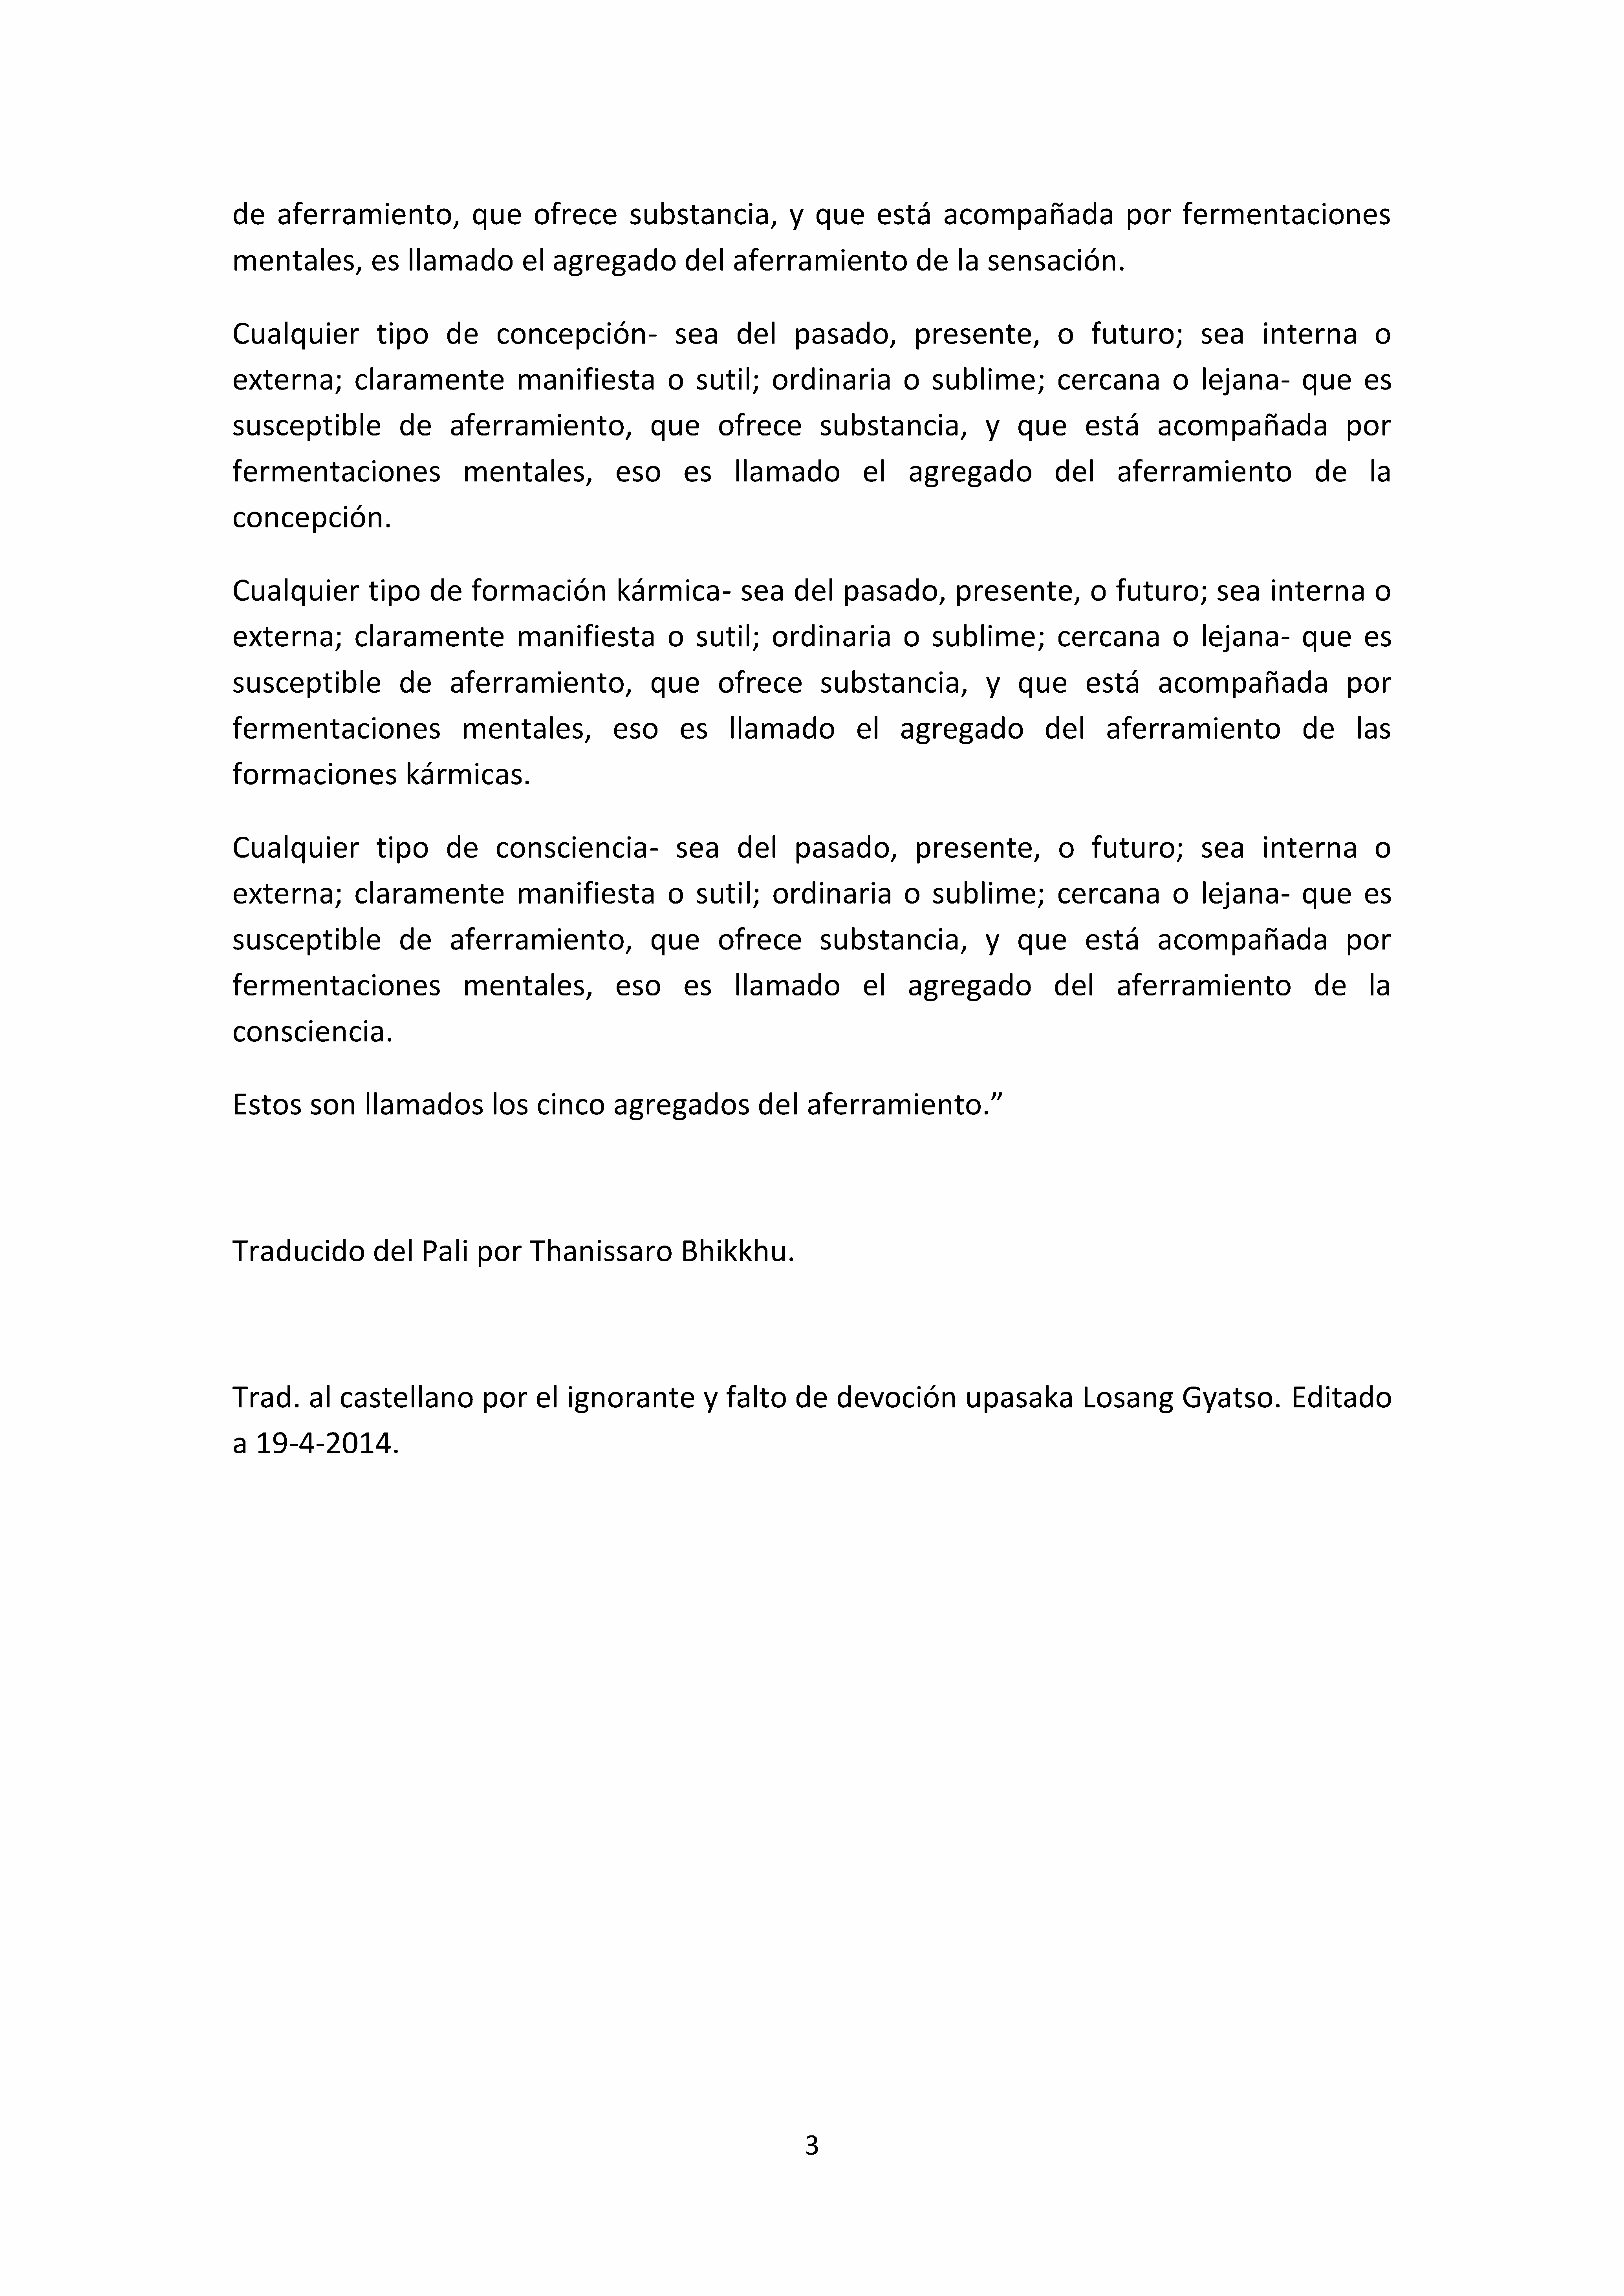 de aferramiento, que ofrece substancia, y que está acompañada por fermentaciones
mentales, es llamado el agregado del aferramiento de la sensación.
Cualquier tipo de concepción- sea del pasado, presente, o futuro; sea interna o
externa; claramente manifiesta o sutil; ordinaria o sublime; cercana o lejana- que es
susceptible de aferramiento, que ofrece substancia, y que está acompañada por
fermentaciones mentales, eso es llamado el agregado del aferramiento de la
concepción.
Cualquier tipo de formación kármica- sea del pasado, presente, o futuro; sea interna o
externa; claramente manifiesta o sutil; ordinaria o sublime; cercana o lejana- que es
susceptible de aferramiento, que ofrece substancia, y que está acompañada por
fermentaciones mentales, eso es llamado el agregado del aferramiento de las
formaciones kármicas.
Cualquier tipo de consciencia- sea del pasado, presente, o futuro; sea interna o
externa; claramente manifiesta o sutil; ordinaria o sublime; cercana o lejana- que es
susceptible de aferramiento, que ofrece substancia, y que está acompañada por
fermentaciones mentales, eso es llamado el agregado del aferramiento de la
consciencia.
Estos son llamados los cinco agregados del aferramiento.”
Traducido del Pali por Thanissaro Bhikkhu.
Trad. al castellano por el ignorante y falto de devoción upasaka Losang Gyatso. Editado
a 19-4-2014.
3